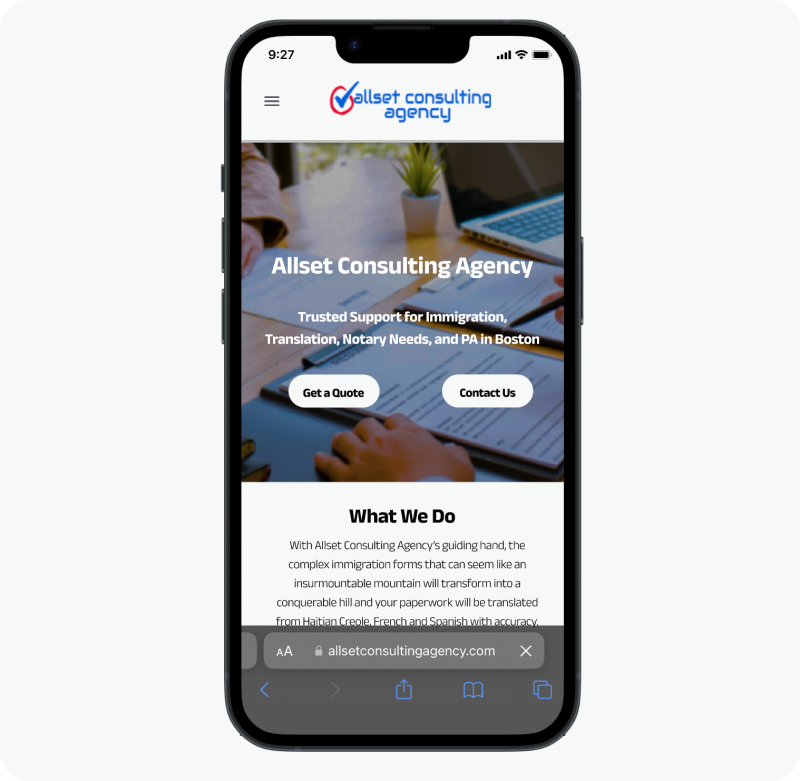 9:27
allset consulting
agency
Allset Consulting Agency
Trusted Support for Immigration,
Translation, Notary Needs, and PA in Boston
Get a Quote
Contact Us
What We Do
With Allset Consulting Agency's guiding hand, the
complex immigration forms that can seem like an
insurmountable mountain will transform into a
conquerable hill and your paperwork will be translated
from Haitian Creole, French and Spanish with accuracy.
AA allsetconsultingagency.com